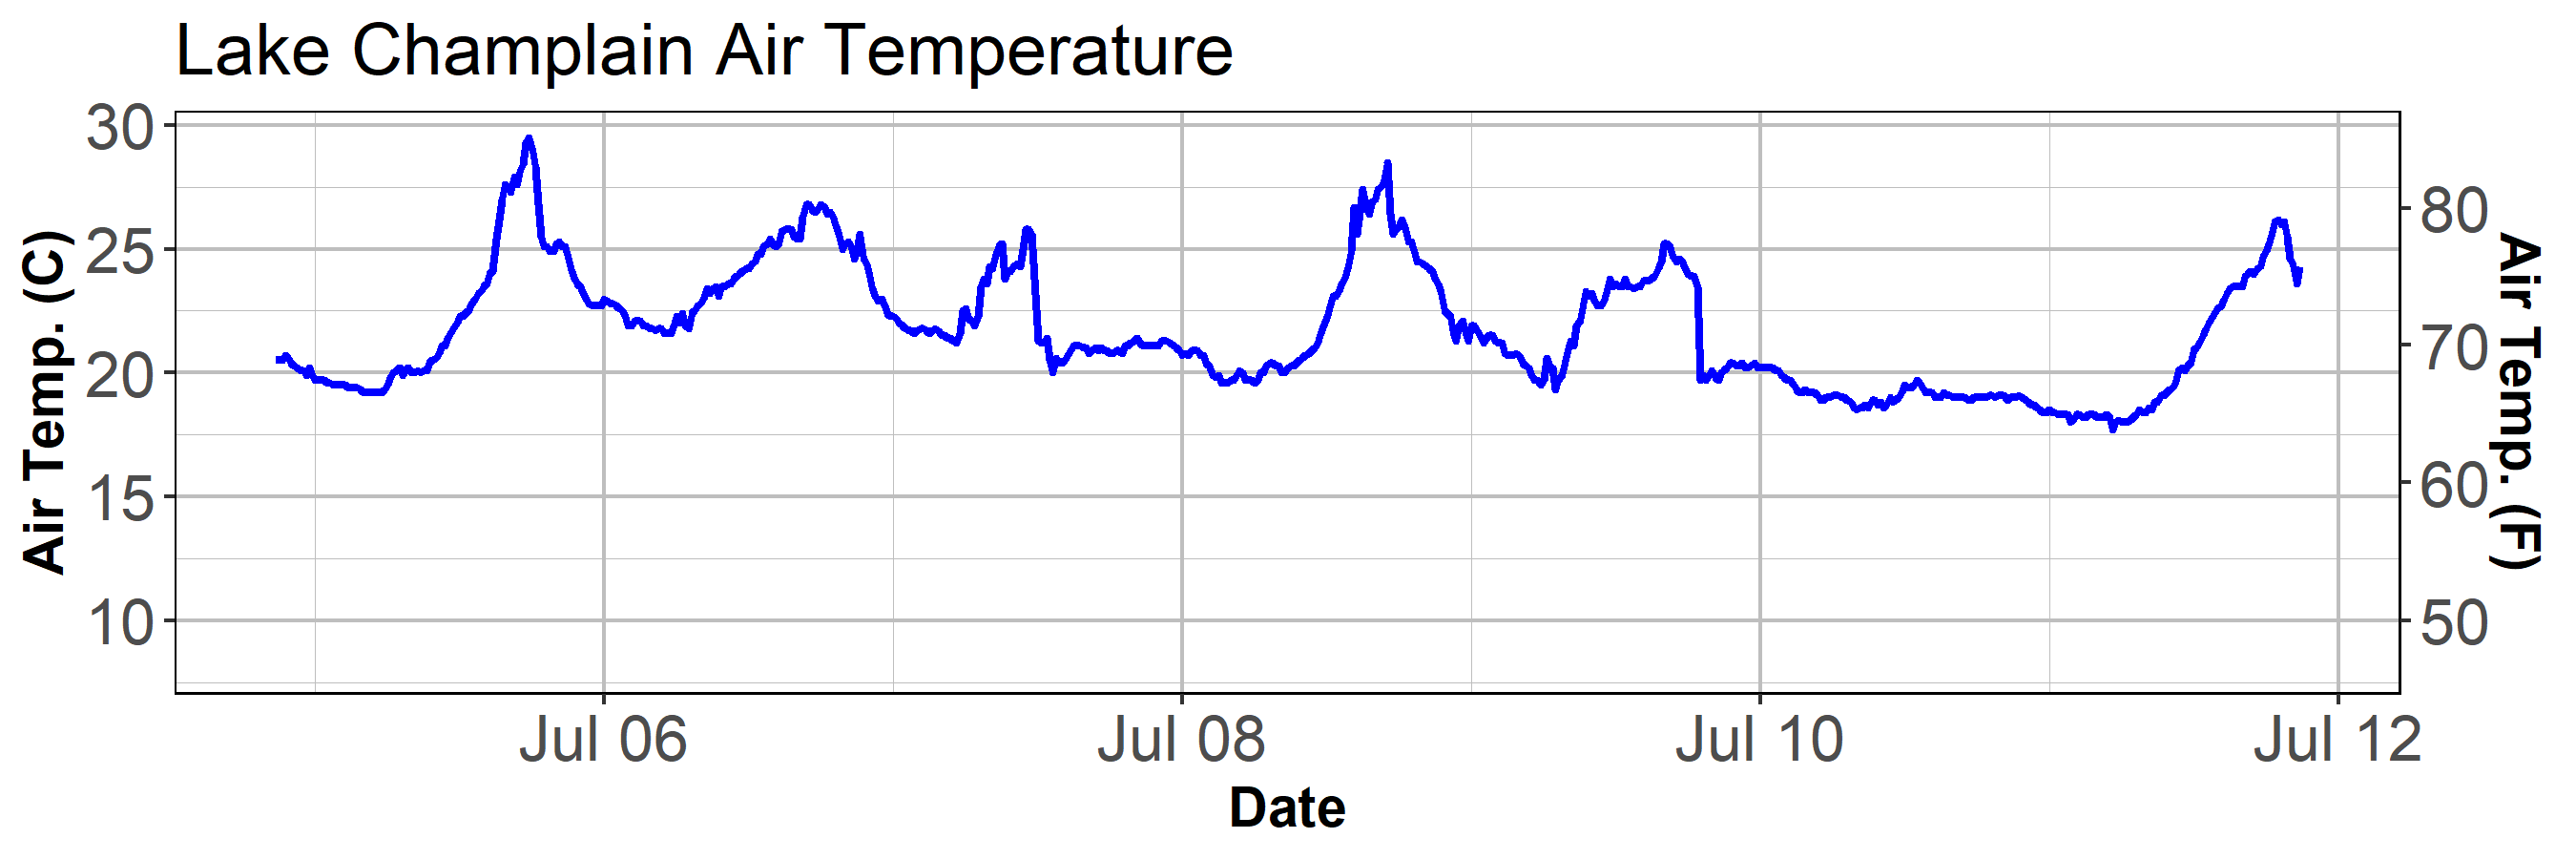 Lake Champlain Air Temperature
Air Temp. (C)
30
25
20
15
10
80
70
60
50
Air Temp. (F)
Jul 06 Jul 08 Jul 10 Jul 12
Date